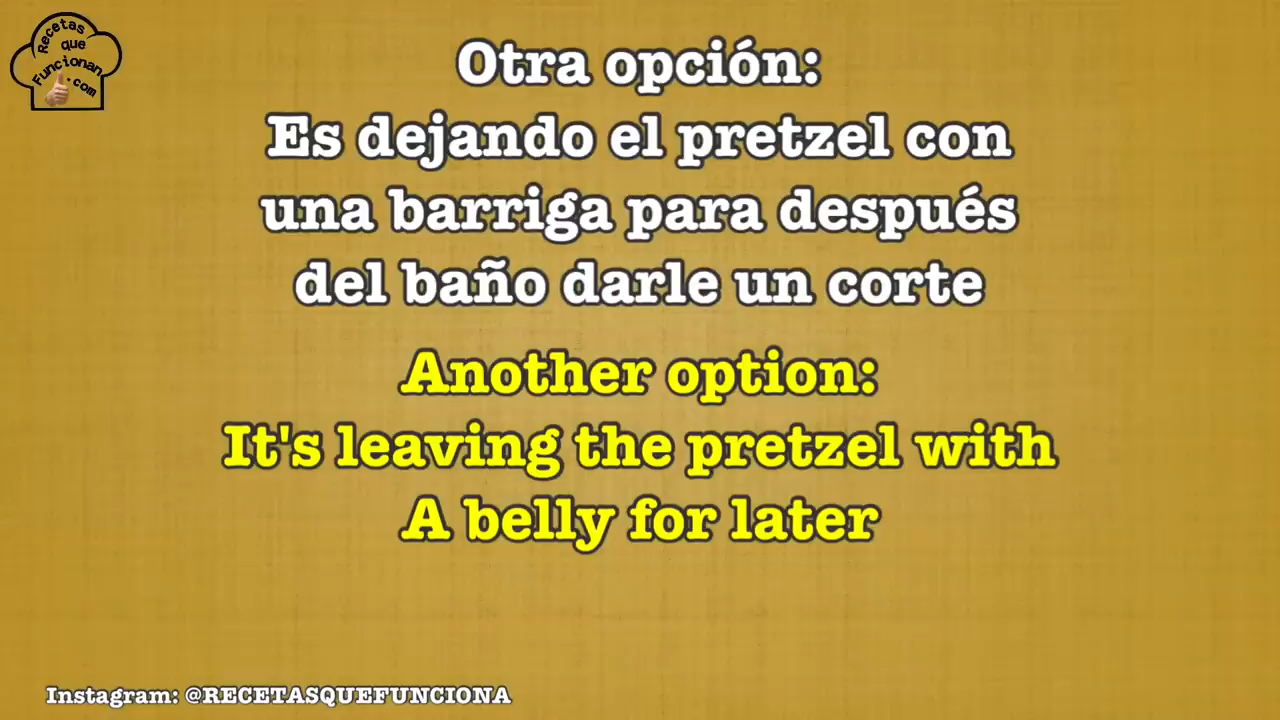 Recetas
que
Funcionan
.com
Otra opción:
Es dejando el pretzel con
una barriga para después
del baño darle un corte
Another option:
It's leaving the pretzel with
A belly for later
Instagram: @RECETASQUEFUNCIONA